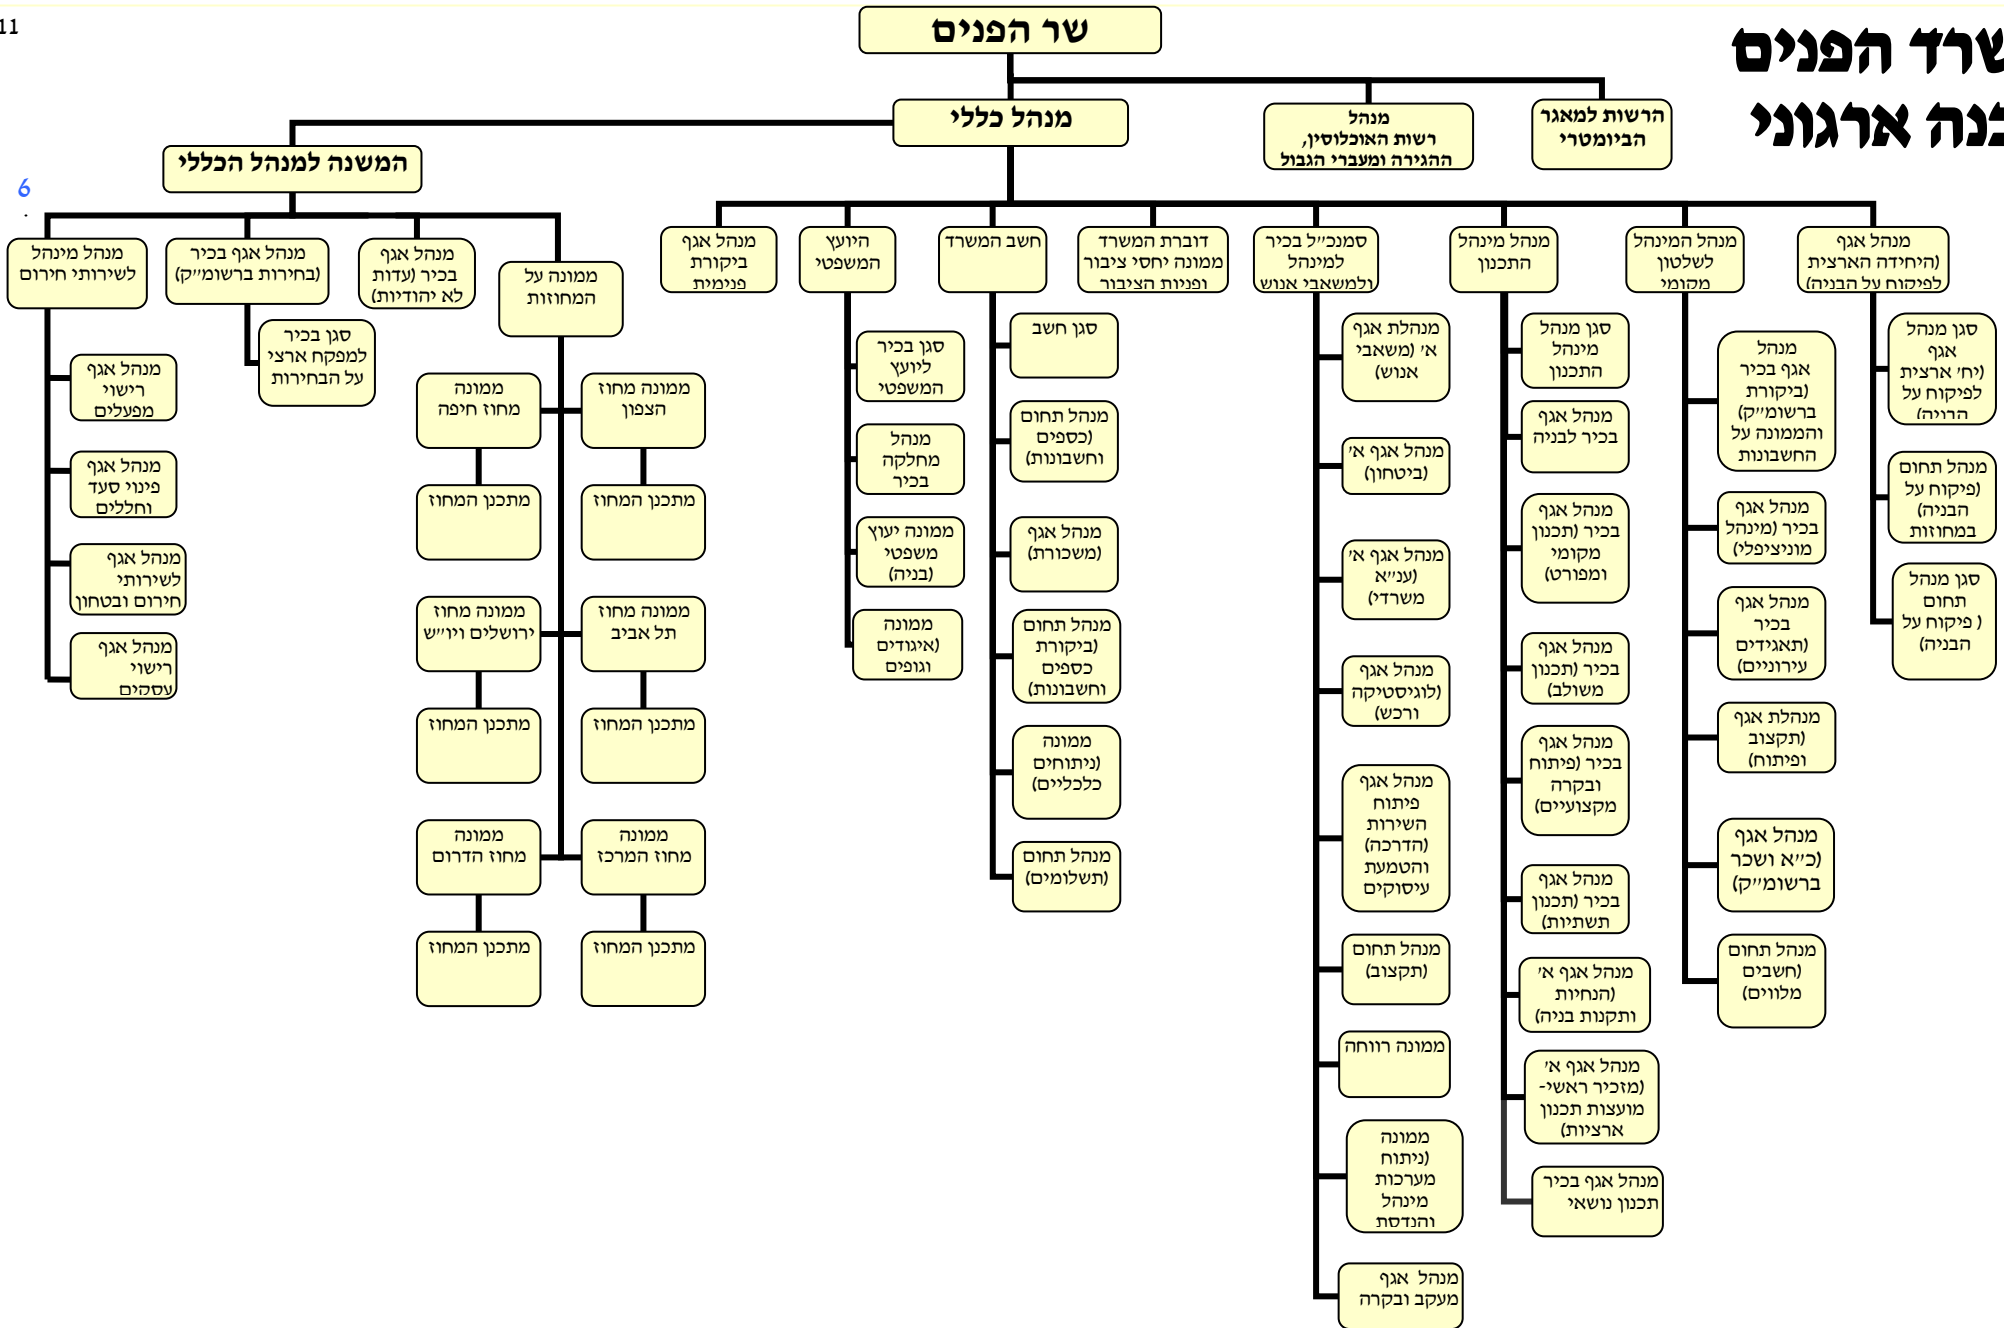 11
שרד הפנים
בנה ארגוני
שר הפנים
הרשות למאגר
הביומטרי
מנהל
רשות האוכלוסין,
ההגירה ומעברי הגבול
מנהל כללי
המשנה למנהל הכללי
6
.
מנהל אגף
(היחידה הארצית
לפיקוח על הבניה)
סגן מנהל
אגף
(יח' ארצית
לפיקוח על
הבניה)
מנהל תחום
(פיקוח על
הבניה)
במחוזות
סגן מנהל
תחום
( פיקוח על
הבניה)
מנהל המינהל
לשלטון
מקומי
מנהל
אגף בכיר
(ביקורת
ברשומ״ק)
והממונה על
החשבונות
מנהל אגף
בכיר (מינהל
מוניציפלי)
מנהל אגף
בכיר
(תאגידים
עירוניים)
מנהלת אגף
(תקצוב
ופיתוח)
מנהל אגף
(כ״א ושכר
ברשומ״ק)
מנהל תחום
(חשבים
מלווים)
מנהל מינהל
התכנון
סגן מנהל
מינהל
התכנון
מנהל אגף
בכיר לבניה
מנהל אגף
בכיר (תכנון
מקומי
ומפורט)
מנהל אגף
בכיר (תכנון
משולב)
מנהל אגף
בכיר (פיתוח
ובקרה
מקצועיים)
מנהל אגף
בכיר (תכנון
תשתיות)
מנהל אגף א'
(הנחיות
ותקנות בניה)
מנהל אגף א'
(מזכיר ראשי-
מועצות תכנון
ארציות)
מנהל אגף בכיר
תכנון נושאי
סמנכ״ל בכיר
למינהל
ולמשאבי אנוש
מנהלת אגף
א' (משאבי
אנוש)
מנהל אגף א'
(ביטחון)
מנהל אגף א'
(ענ״א
משרדי)
מנהל אגף
(לוגיסטיקה
ורכש)
מנהל אגף
פיתוח
השירות
(הדרכה)
והטמעת
עיסוקים
מנהל תחום
(תקצוב)
ממונה רווחה
ממונה
(ניתוח
מערכות
מינהל
והנדסת
מנהל אגף
מעקב ובקרה
דוברת המשרד
ממונה יחסי ציבור
ופניות הציבור
חשב המשרד
סגן חשב
מנהל תחום
(כספים
וחשבונות)
מנהל אגף
(משכורת)
מנהל תחום
(ביקורת
כספים
וחשבונות)
ממונה
(ניתוחים
כלכליים)
מנהל תחום
(תשלומים)
היועץ
המשפטי
סגן בכיר
ליועץ
המשפטי
מנהל
מחלקה
בכיר
ממונה יעוץ
משפטי
(בניה)
ממונה
(איגודים
וגופים
מנהל אגף
ביקורת
פנימית
ממונה על
המחוזות
ממונה מחוז
הצפון
מתכנן המחוז
ממונה
מחוז חיפה
מתכנן המחוז
ממונה מחוז
תל אביב
מתכנן המחוז
ממונה מחוז
ירושלים ויו״ש
מתכנן המחוז
ממונה
מחוז המרכז
מתכנן המחוז
ממונה
מחוז הדרום
מתכנן המחוז
מנהל אגף
בכיר (עדות
לא יהודיות)
מנהל אגף בכיר
(בחירות ברשומ״ק)
סגן בכיר
למפקח ארצי
על הבחירות
מנהל מינהל
לשירותי חירום
מנהל אגף
רישוי
מפעלים
מנהל אגף
פינוי סעד
וחללים
מנהל אגף
לשירותי
חירום ובטחון
מנהל אגף
רישוי
עסקים